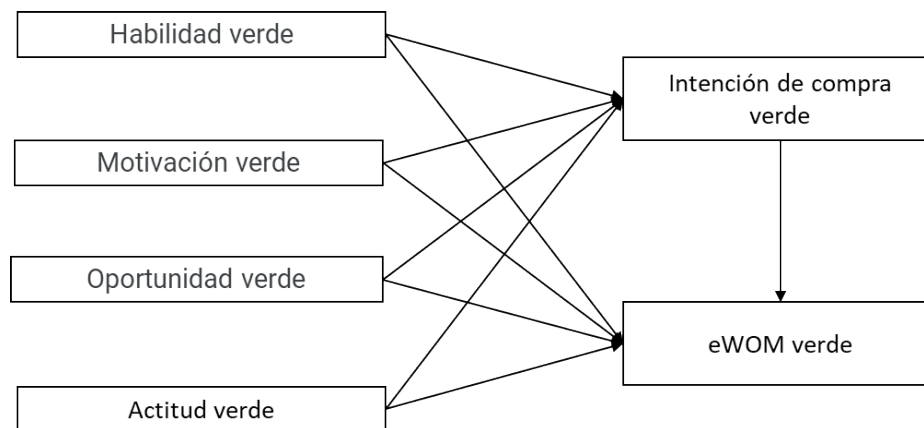 Habilidad verde
Intención de compra
verde
Motivación verde
Oportunidad verde
eWOM verde
Actitud verde